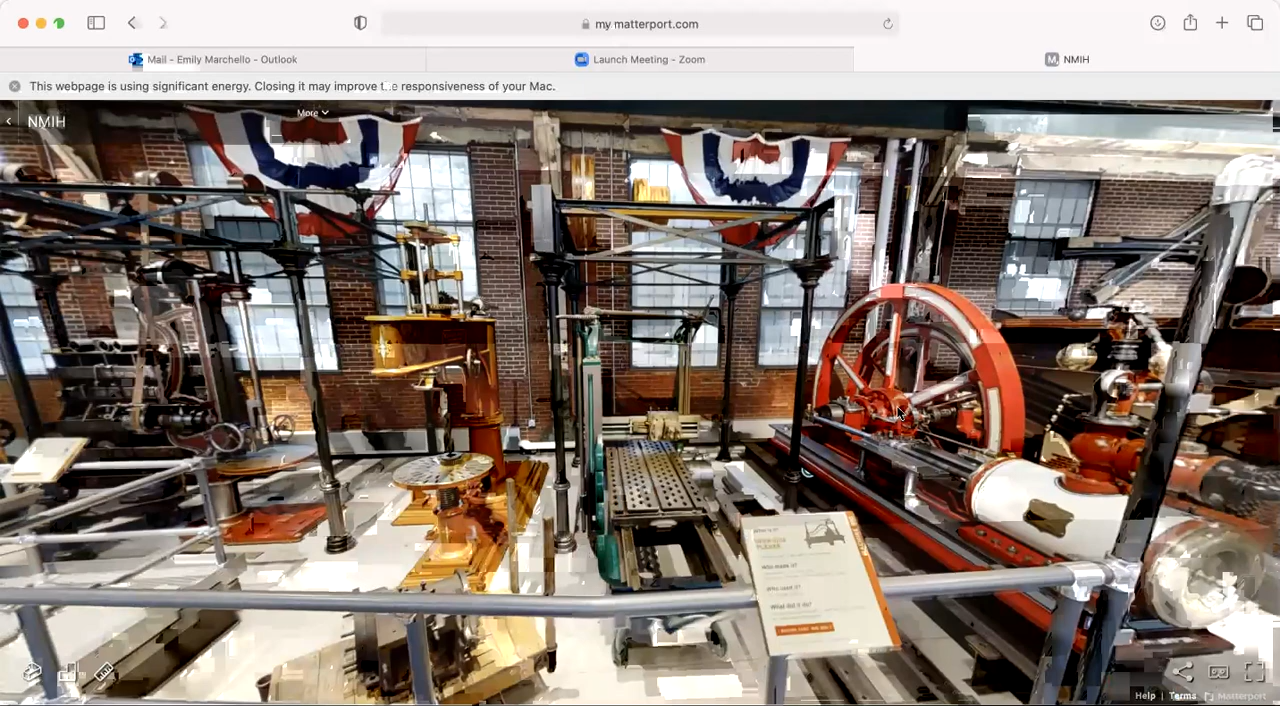 my.matterport.com
Mail - Emily Marchello - Outlook
Launch Meeting - Zoom
NMIH
This webpage is using significant energy. Closing it may improve the responsiveness of your Mac.
NMIH
More
PLANER
Who made it?
Who used it?
What did it do?
Help | Terms
Matterport